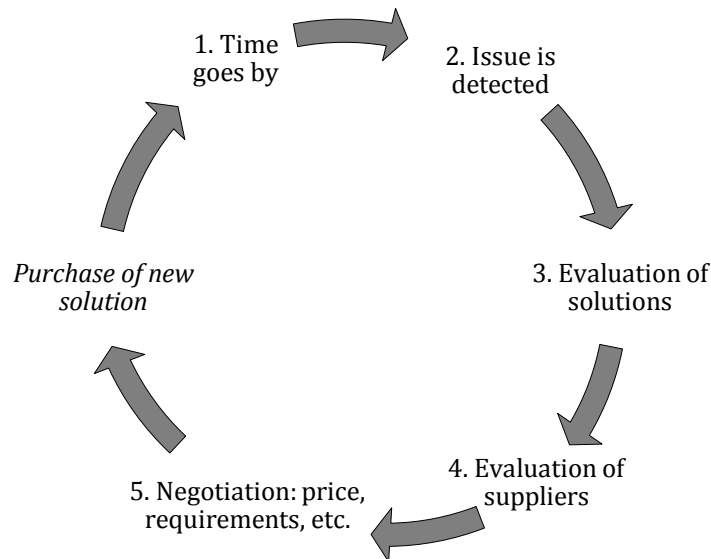 1. Time
goes by
2. Issue is
detected
3. Evaluation of
solutions
4. Evaluation of
suppliers
5. Negotiation: price,
requirements, etc.
Purchase of new
solution